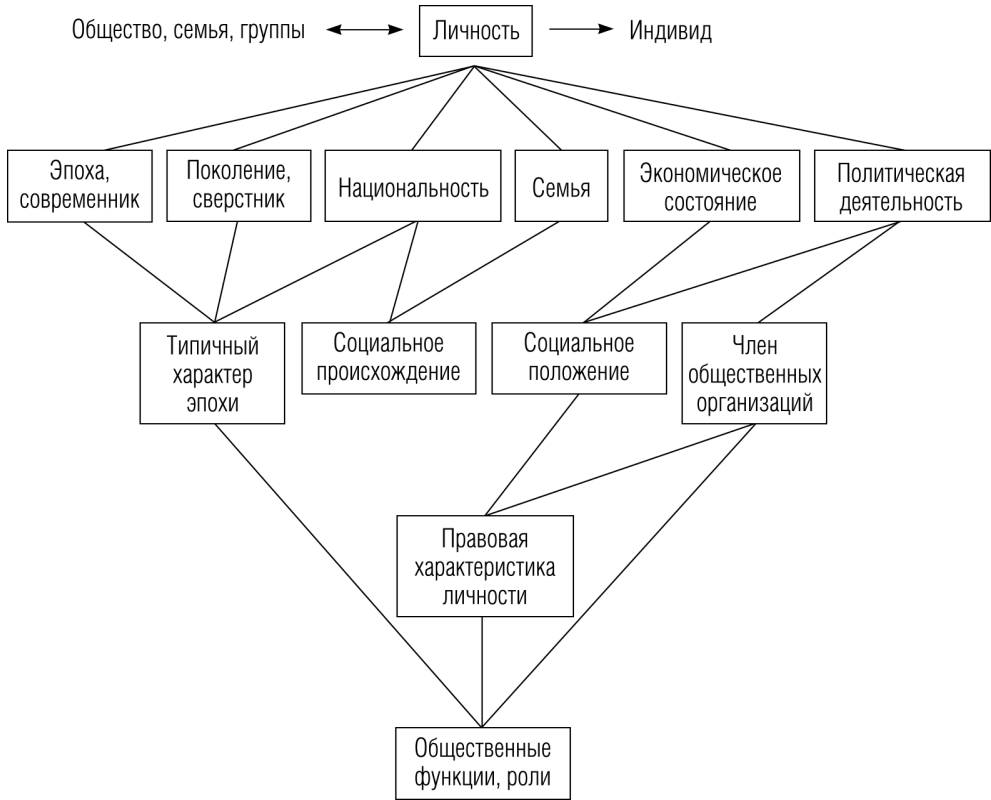 Общество, семья, группы Личность Индивид
Эпоха,
современник
Поколение,
сверстник
Национальность
Семья
Экономическое
состояние
Политическая
деятельность
Типичный
характер
эпохи
Социальное
происхождение
Социальное
положение
Член
общественных
организаций
Правовая
характеристика
личности
Общественные
функции, роли